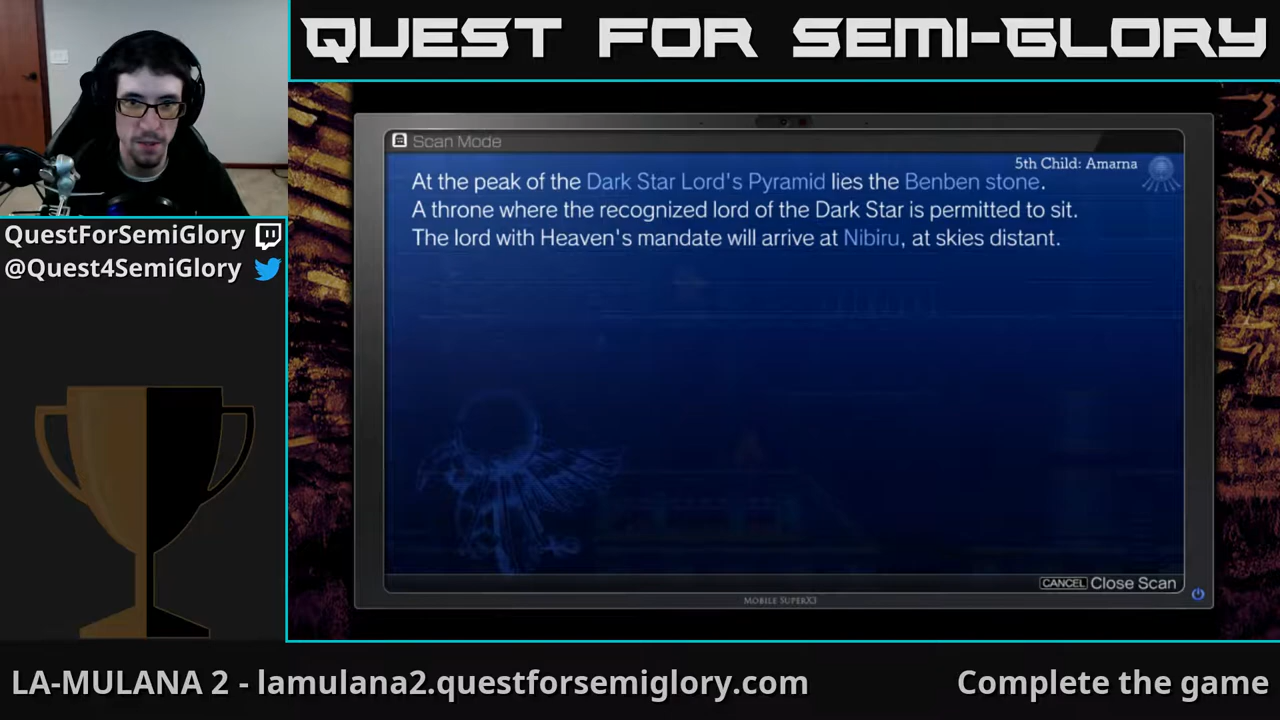 QUEST FOR SEMI-GLORY
Scan Mode
5th Child: Amarna
At the peak of the Dark Star Lord's Pyramid lies the Benben stone.
A throne where the recognized lord of the Dark Star is permitted to sit.
The lord with Heaven's mandate will arrive at Nibiru, at skies distant.
QuestForSemiGlory
@Quest4SemiGlory
CANCEL Close Scan
MOBILE SUPERX3
LA-MULANA 2 - lamulana2.questforsemiglory.com
Complete the game